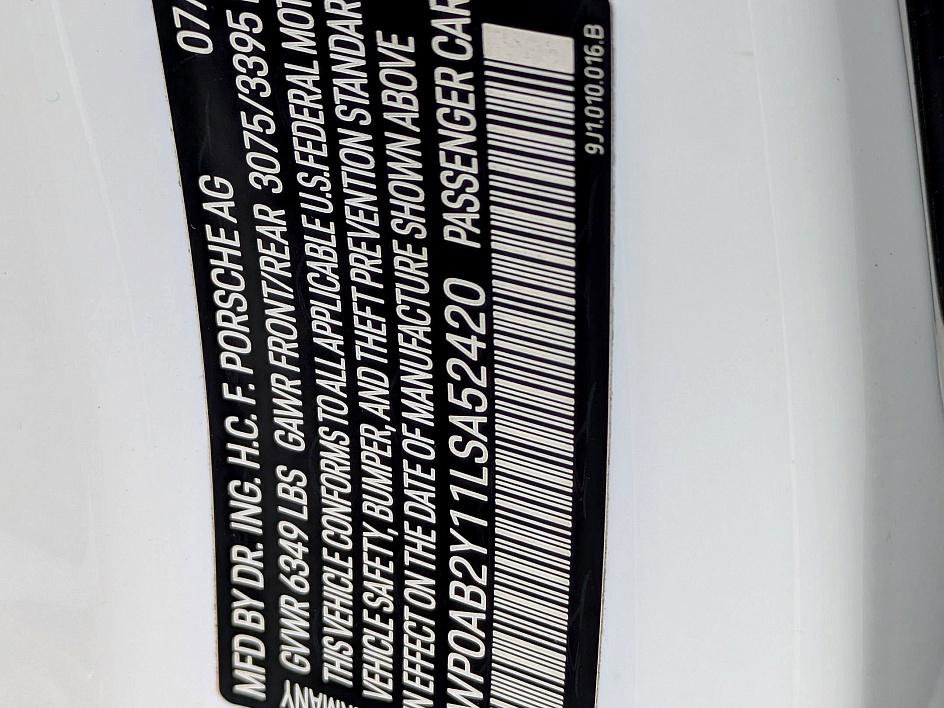 MFD BY DR. ING. H.C. F. PORSCHE AG 07/
GVWR 6349 LBS GAWR FRONT/REAR 3075/3395
THIS VEHICLE CONFORMS TO ALL APPLICABLE U.S. FEDERAL MOT
VEHICLE SAFETY, BUMPER, AND THEFT PREVENTION STANDAR
IN EFFECT ON THE DATE OF MANUFACTURE SHOWN ABOVE
WP0AB2Y11LSA52420 PASSENGER CAR
9J1.010.016.B
RMANY